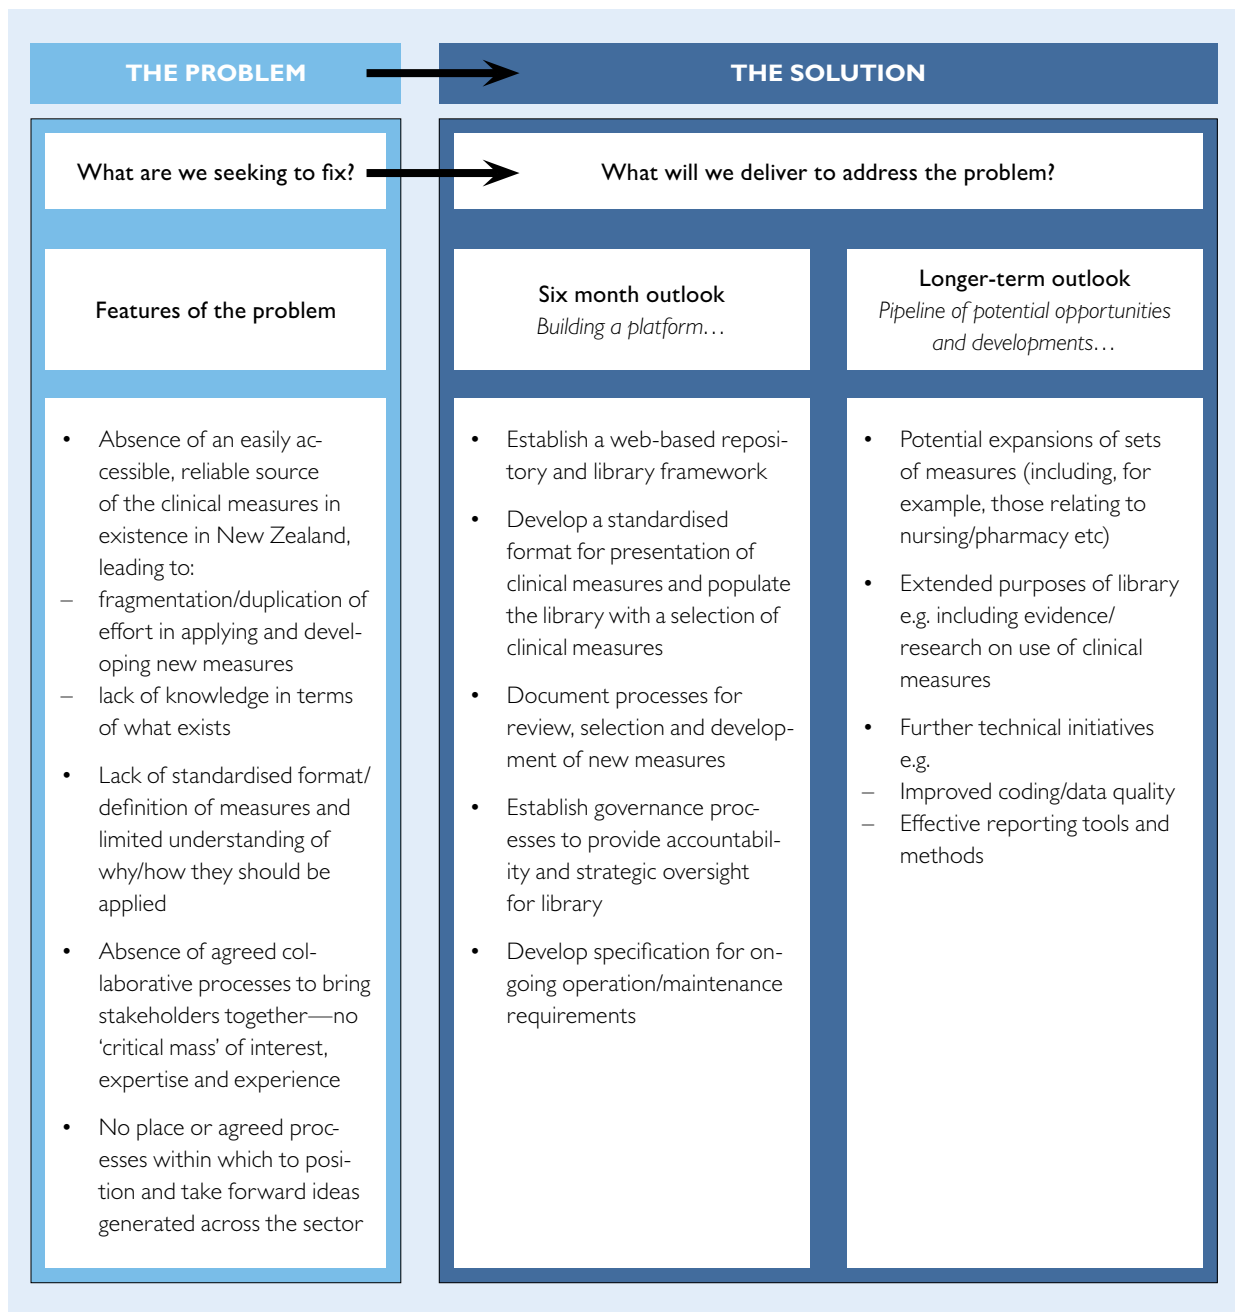 THE PROBLEM
THE SOLUTION
What are we seeking to fix?
What will we deliver to address the problem?
Features of the problem
Six month outlook
Building a platform…
Longer-term outlook
Pipeline of potential opportunities
and developments…
• Absence of an easily ac-
cessible, reliable source
of the clinical measures in
existence in New Zealand,
leading to:
– fragmentation/duplication of
effort in applying and devel-
oping new measures
– lack of knowledge in terms
of what exists
• Lack of standardised format/
definition of measures and
limited understanding of
why/how they should be
applied
• Absence of agreed col-
laborative processes to bring
stakeholders together—no
‘critical mass’ of interest,
expertise and experience
• No place or agreed proc-
esses within which to posi-
tion and take forward ideas
generated across the sector
• Establish a web-based reposi-
tory and library framework
• Develop a standardised
format for presentation of
clinical measures and populate
the library with a selection of
clinical measures
• Document processes for
review, selection and develop-
ment of new measures
• Establish governance proc-
esses to provide accountabil-
ity and strategic oversight
for library
• Develop specification for on-
going operation/maintenance
requirements
• Potential expansions of sets
of measures (including, for
example, those relating to
nursing/pharmacy etc)
• Extended purposes of library
e.g. including evidence/
research on use of clinical
measures
• Further technical initiatives
e.g.
– Improved coding/data quality
– Effective reporting tools and
methods